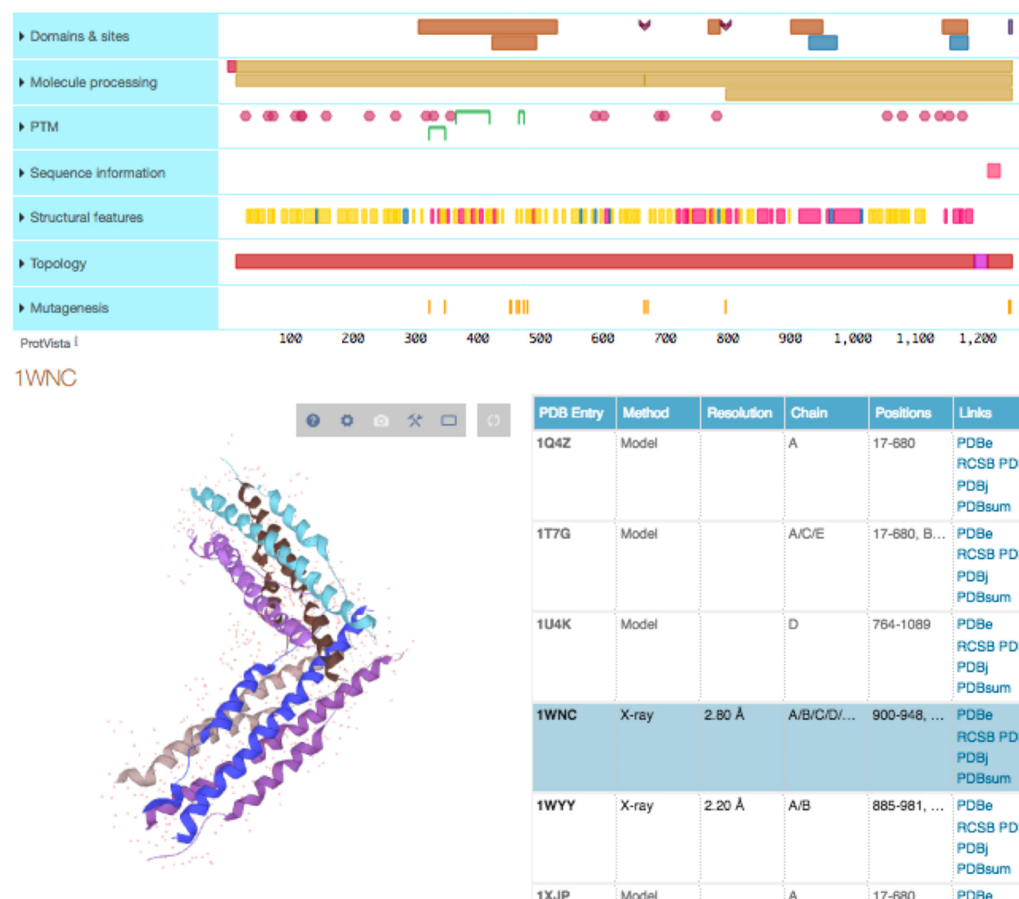 Domains & sites
Molecule processing
PTM
Sequence information
Structural features
Topology
Mutagenesis
ProtVista i 100 200 300 400 500 600 700 800 900 1,000 1,100 1,200
1WNC
PDB Entry Method Resolution Chain Positions Links
1Q4Z Model A 17-680 PDBe
RCSB PD
PDBj
PDBsum
1T7G Model A/C/E 17-680, B... PDBe
RCSB PD
PDBj
PDBsum
1U4K Model D 764-1089 PDBe
RCSB PD
PDBj
PDBsum
1WNC X-ray 2.80 Å A/B/C/D/... 900-948, ... PDBe
RCSB PD
PDBj
PDBsum
1WYY X-ray 2.20 Å A/B 885-981, ... PDBe
RCSB PD
PDBj
PDBsum
1XJP Model A 17-680 PDBe